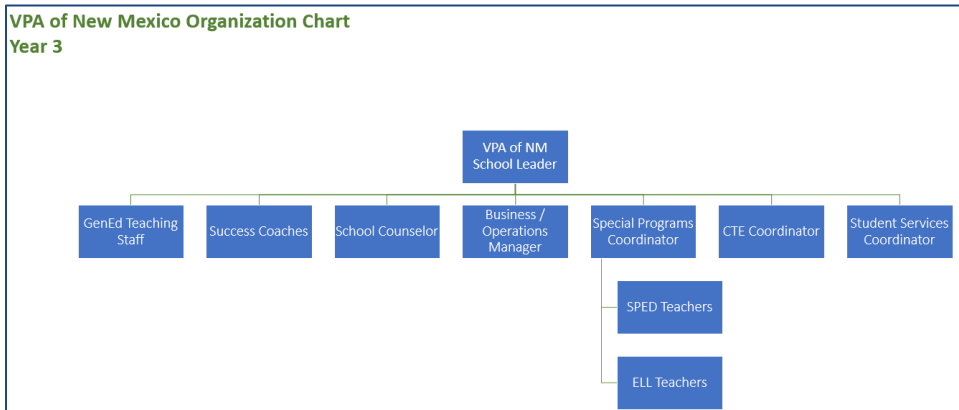 VPA of New Mexico Organization Chart
Year 3
VPA of NM
School Leader
GenEd Teaching
Staff
Success Coaches
School Counselor
Business /
Operations
Manager
Special Programs
Coordinator
CTE Coordinator
Student Services
Coordinator
SPED Teachers
ELL Teachers